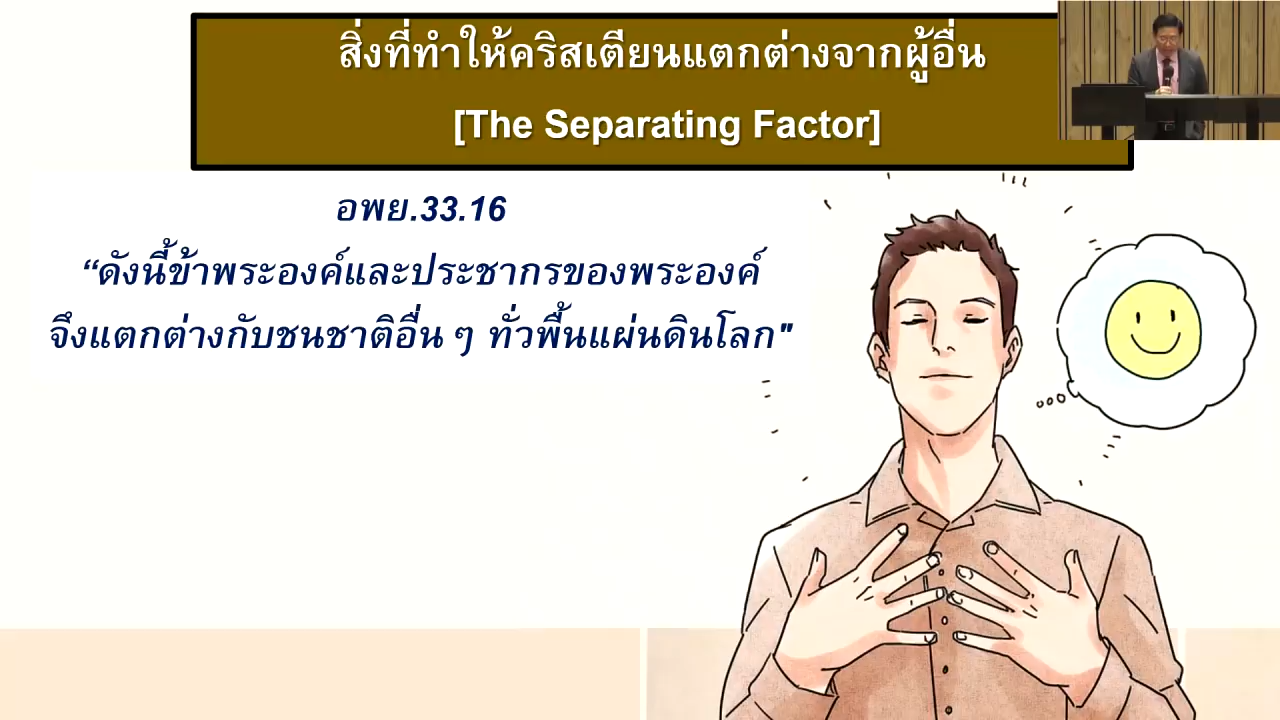 สิ่งที่ทำให้คริสเตียนแตกต่างจากผู้อื่น
[The Separating Factor]
อพย.33.16
“ดังนี้ข้าพระองค์และประชากรของพระองค์
จึงแตกต่างกับชนชาติอื่น ๆ ทั่วพื้นแผ่นดินโลก"